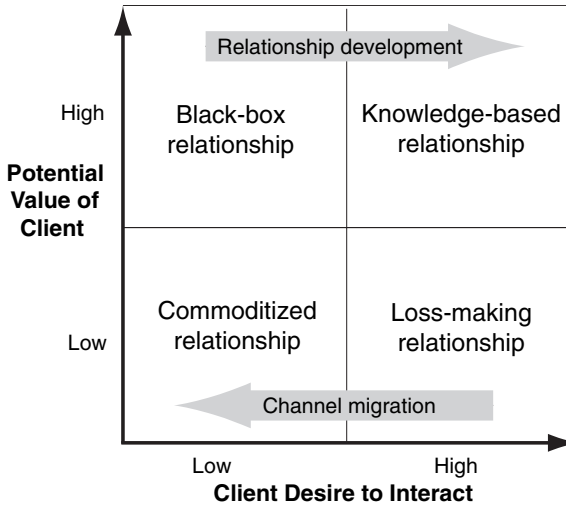 Relationship development
High
Black-box
relationship
Knowledge-based
relationship
Potential
Value of
Client
Commoditized
relationship
Loss-making
relationship
Low
Channel migration
Low
High
Client Desire to Interact